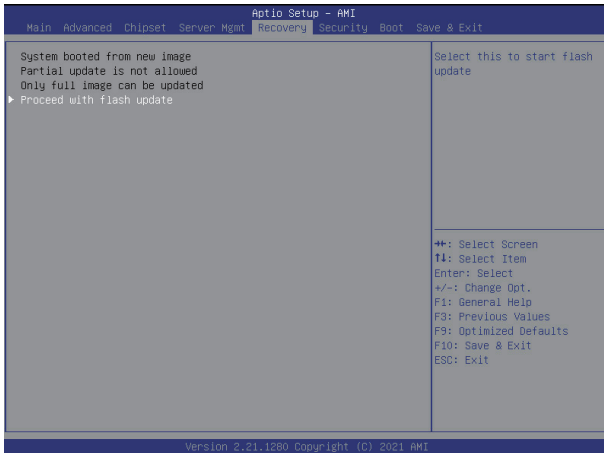 Aptio Setup - AMI
Main Advanced Chipset Server Mgmt Recovery Security Boot Save & Exit
System booted from new image
Partial update is not allowed
Only full image can be updated
▶ Proceed with flash update
Select this to start flash
update
→←: Select Screen
↑↓: Select Item
Enter: Select
+/-: Change Opt.
F1: General Help
F3: Previous Values
F9: Optimized Defaults
F10: Save & Exit
ESC: Exit
Version 2.21.1280 Copyright (C) 2021 AMI